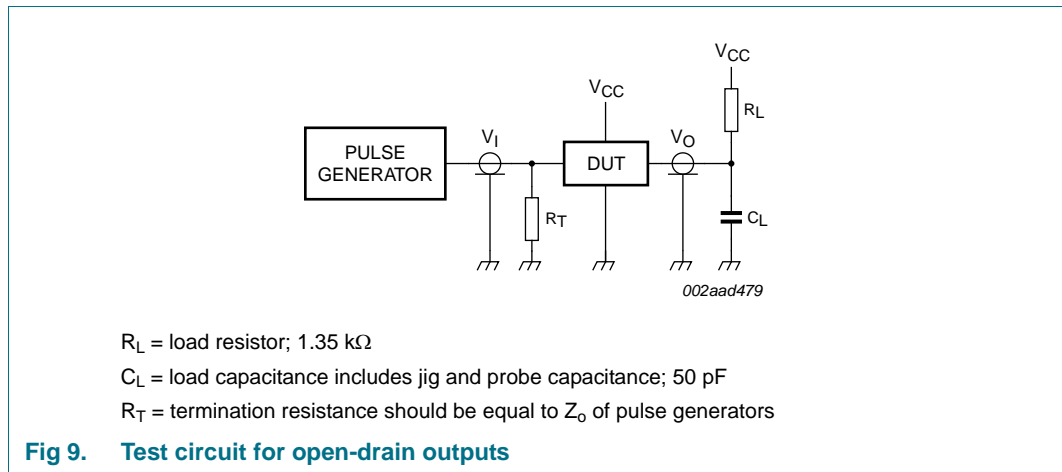 VCC
VCC
RL
VI
VO
PULSE
GENERATOR
DUT
RT
CL
002aad479
RL = load resistor; 1.35 kΩ
CL = load capacitance includes jig and probe capacitance; 50 pF
RT = termination resistance should be equal to Zo of pulse generators
Fig 9. Test circuit for open-drain outputs